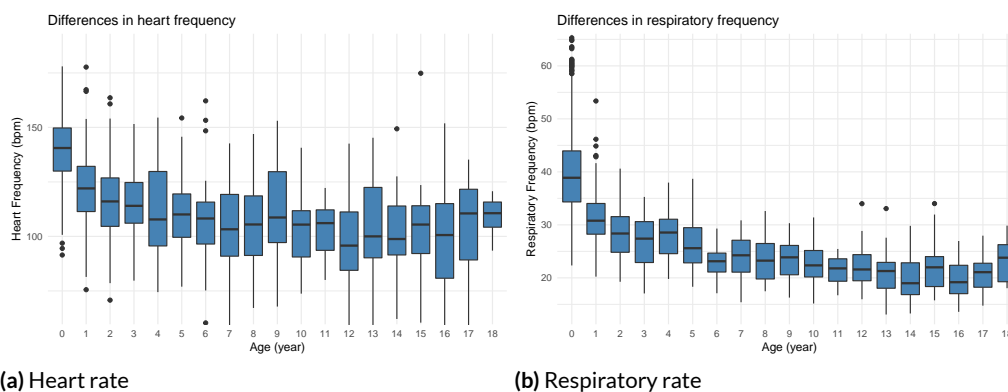 Differences in heart frequency
Heart Frequency (bpm)
150
100
0 1 2 3 4 5 6 7 8 9 10 11 12 13 14 15 16 17 18
Age (year)
(a) Heart rate
Differences in respiratory frequency
Respiratory Frequency (bpm)
60
50
40
30
20
0 1 2 3 4 5 6 7 8 9 10 11 12 13 14 15 16 17 18
Age (year)
(b) Respiratory rate